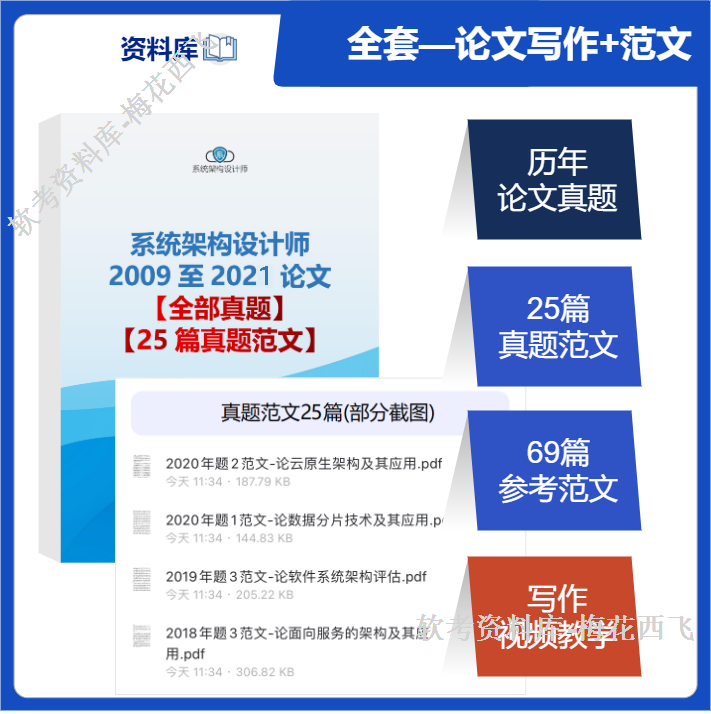 资料库
全套—论文写作+范文
软考资料库-梅花西飞
系统架构设计师
系统架构设计师
2009 至 2021 论文
【全部真题】
【25 篇真题范文】
历年
论文真题
25篇
真题范文
69篇
参考范文
写作
视频教学
真题范文25篇(部分截图)
2020年题2范文-论云原生架构及其应用.pdf
今天 11:34 · 187.79 KB
2020年题1范文-论数据分片技术及其应用.p
今天 11:34 · 144.83 KB
2019年题3范文-论软件系统架构评估.pdf
今天 11:34 · 205.22 KB
2018年题3范文-论面向服务的架构及其应
用.pdf
今天 11:34 · 306.82 KB
软考资料库-梅花西飞